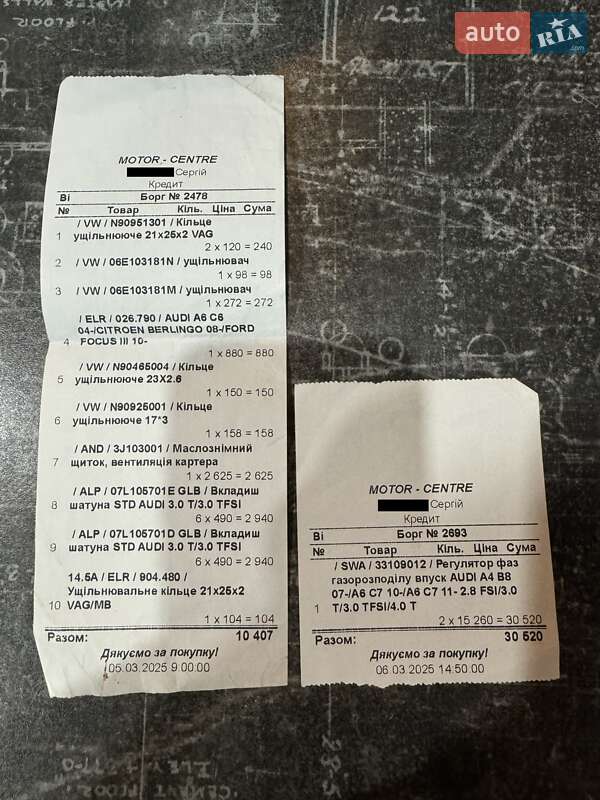 auto RIA.com
MOTOR - CENTRE
Сергій
Кредит
Ві Борг № 2478
№ Товар Кіль. Ціна Сума
/ VW / N90951301 / Кільце
1 ущільнююче 21x25x2 VAG
2 x 120 = 240
2 / VW / 06E103181N / ущільнювач
1 x 98 = 98
3 / VW / 06E103181M / ущільнювач
1 x 272 = 272
/ ELR / 026.790 / AUDI A6 C6
04-/CITROEN BERLINGO 08-/FORD
4 FOCUS III 10-
1 x 880 = 880
/ VW / N90465004 / Кільце
5 ущільнююче 23X2.6
1 x 150 = 150
/ VW / N90925001 / Кільце
6 ущільнююче 17*3
1 x 158 = 158
/ AND / 3J103001 / Маслознімний
7 щиток, вентиляція картера
1 x 2 625 = 2 625
/ ALP / 07L105701E GLB / Вкладиш
8 шатуна STD AUDI 3.0 T/3.0 TFSI
6 x 490 = 2 940
/ ALP / 07L105701D GLB / Вкладиш
9 шатуна STD AUDI 3.0 T/3.0 TFSI
6 x 490 = 2 940
14.5A / ELR / 904.480 /
Ущільнювальне кільце 21x25x2
10 VAG/MB
1 x 104 = 104
Разом: 10 407
Дякуємо за покупку!
05.03.2025 9:00:00
MOTOR - CENTRE
Сергій
Кредит
Ві Борг № 2693
№ Товар Кіль. Ціна Сума
/ SWA / 33109012 / Регулятор фаз
газорозподілу впуск AUDI A4 B8
07-/A6 C7 10-/A6 C7 11- 2.8 FSI/3.0
1 T/3.0 TFSI/4.0 T
2 x 15 260 = 30 520
Разом: 30 520
Дякуємо за покупку!
06.03.2025 14:50:00